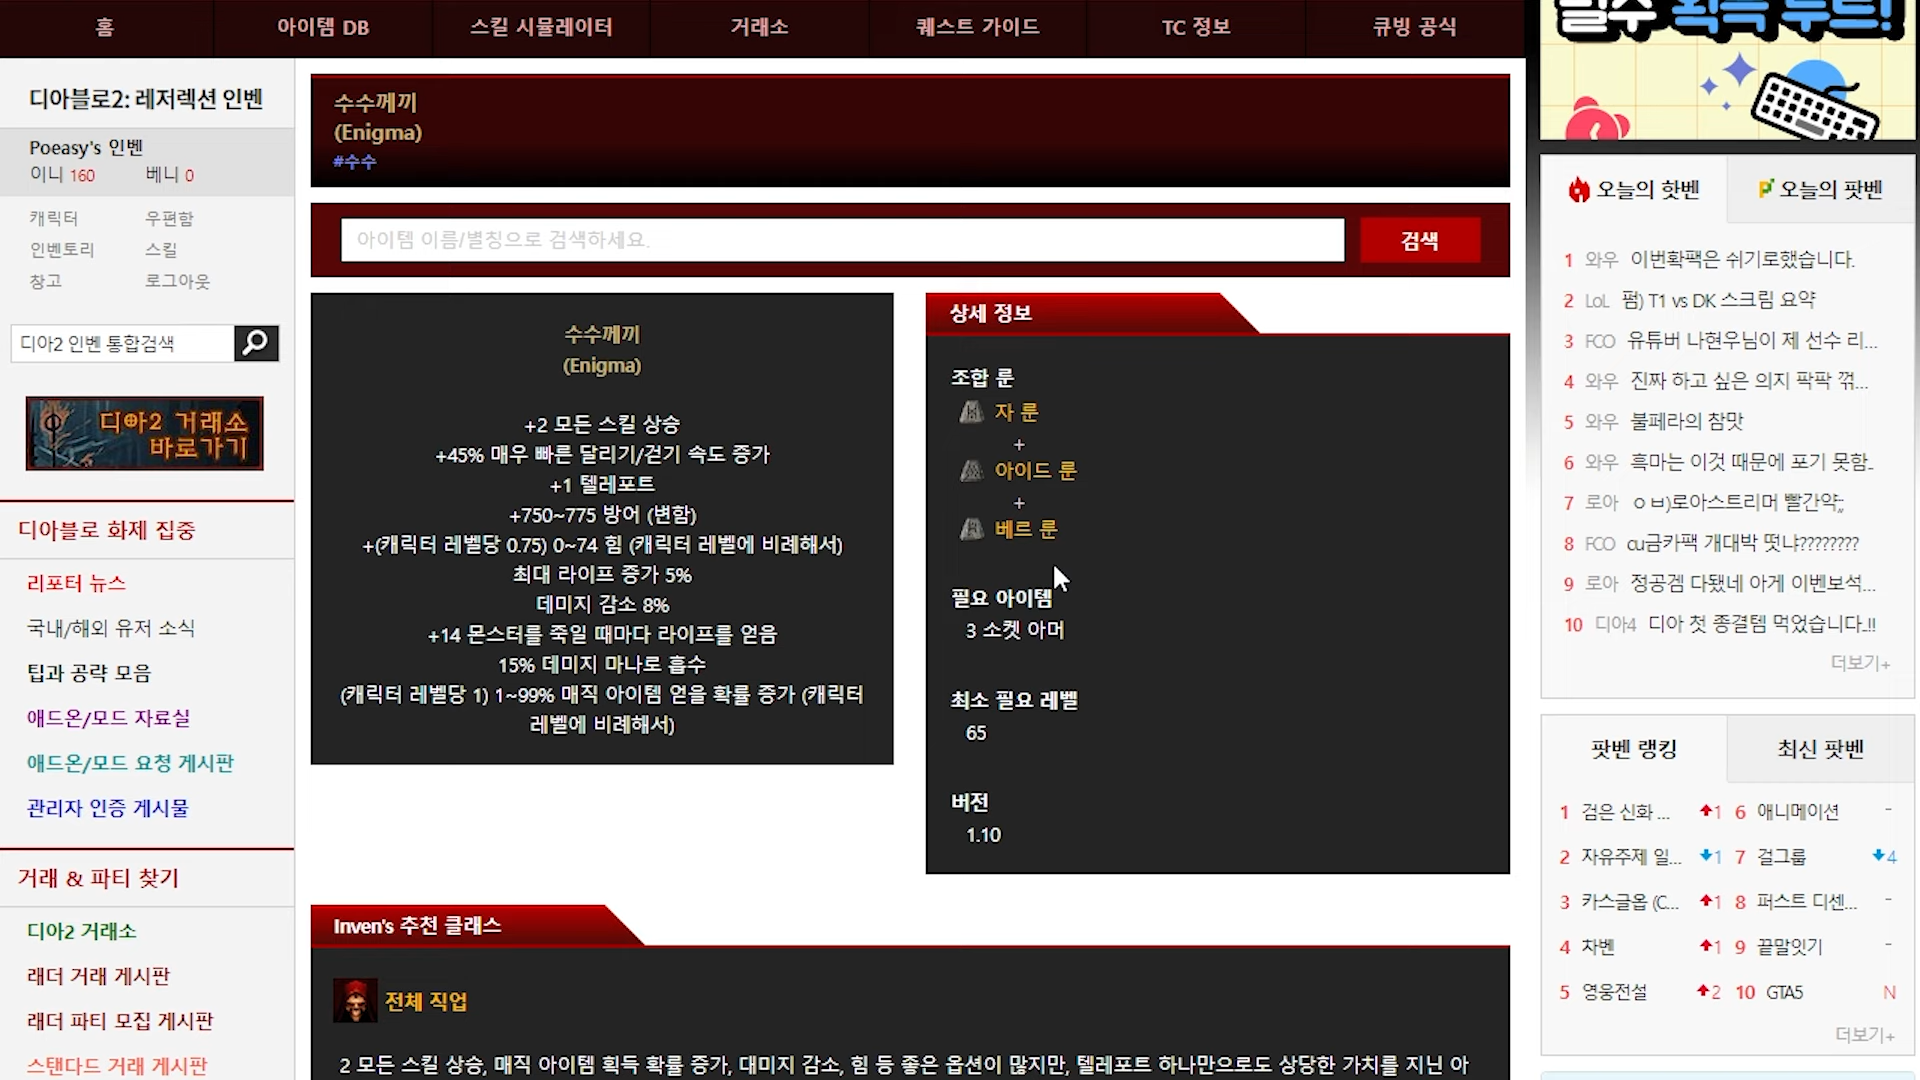 홈
아이템 DB
스킬 시뮬레이터
거래소
퀘스트 가이드
TC 정보
큐빙 공식
디아블로2: 레저렉션 인벤
Poeasy's 인벤
이니 160
베니 0
캐릭터
우편함
인벤토리
스킬
창고
로그아웃
디아2 인벤 통합검색
디아2 거래소
바로가기
디아블로 화제 집중
리포터 뉴스
국내/해외 유저 소식
팁과 공략 모음
애드온/모드 자료실
애드온/모드 요청 게시판
관리자 인증 게시물
거래 & 파티 찾기
디아2 거래소
래더 거래 게시판
래더 파티 모집 게시판
스탠다드 거래 게시판
수수께끼
(Enigma)
#수수
아이템 이름/별칭으로 검색하세요.
검색
수수께끼
(Enigma)
+2 모든 스킬 상승
+45% 매우 빠른 달리기/걷기 속도 증가
+1 텔레포트
+750~775 방어 (변함)
+(캐릭터 레벨당 0.75) 0~74 힘 (캐릭터 레벨에 비례해서)
최대 라이프 증가 5%
데미지 감소 8%
+14 몬스터를 죽일 때마다 라이프를 얻음
15% 데미지 마나로 흡수
(캐릭터 레벨당 1) 1~99% 매직 아이템 얻을 확률 증가 (캐릭터
레벨에 비례해서)
상세 정보
조합 룬
자 룬
+
아이드 룬
+
베르 룬
필요 아이템
3 소켓 아머
최소 필요 레벨
65
버전
1.10
Inven's 추천 클래스
전체 직업
2 모든 스킬 상승, 매직 아이템 획득 확률 증가, 대미지 감소, 힘 등 좋은 옵션이 많지만, 텔레포트 하나만으로도 상당한 가치를 지닌 아
필수 획득 루트!
오늘의 핫벤
오늘의 팟벤
1 와우 이번확팩은 쉬기로했습니다.
2 LoL 펌) T1 vs DK 스크림 요약
3 FCO 유튜버 나현우님이 제 선수 리...
4 와우 진짜 하고 싶은 의지 팍팍 꺾...
5 와우 불페라의 참맛
6 와우 흑마는 이것 때문에 포기 못함..
7 로아 ㅇㅂ)로아스트리머 빨간약;;
8 FCO cu금카팩 개대박 떳냐????????
9 로아 정공겜 다됐네 아게 이벤보석...
10 디아4 디아 첫 종결템 먹었습니다..!!
더보기+
팟벤 랭킹
최신 팟벤
1 검은 신화 ... 1
6 애니메이션 -
2 자유주제 일... 1
7 걸그룹 4
3 카스글옵 (C... 1
8 퍼스트 디센... -
4 차벤 1
9 끝말잇기 -
5 영웅전설 2
10 GTA5 N
더보기+